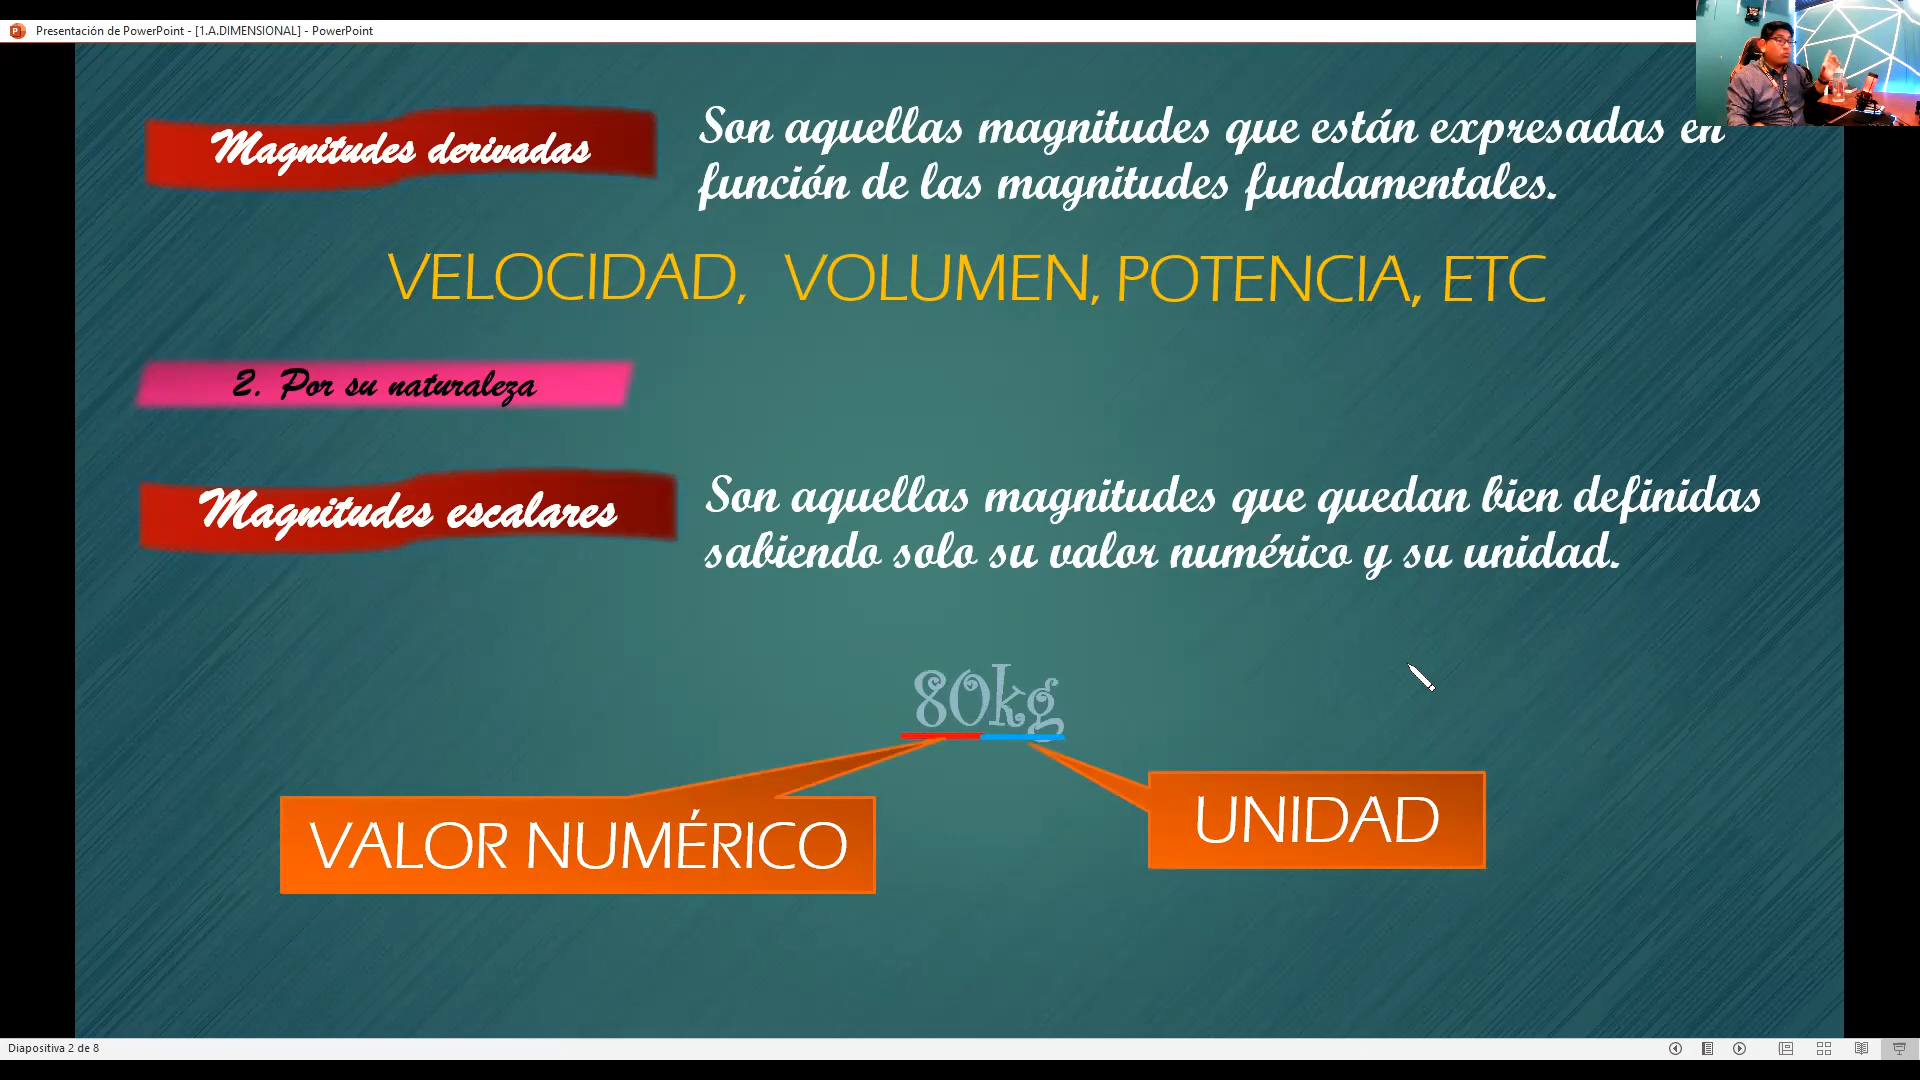 Presentación de PowerPoint - [1.A.DIMENSIONAL] - PowerPoint
Magnitudes derivadas
Son aquellas magnitudes que están expresadas en
función de las magnitudes fundamentales.
VELOCIDAD, VOLUMEN, POTENCIA, ETC
2. Por su naturaleza
Magnitudes escalares
Son aquellas magnitudes que quedan bien definidas
sabiendo solo su valor numérico y su unidad.
80kg
VALOR NUMÉRICO
UNIDAD
Diapositiva 2 de 8